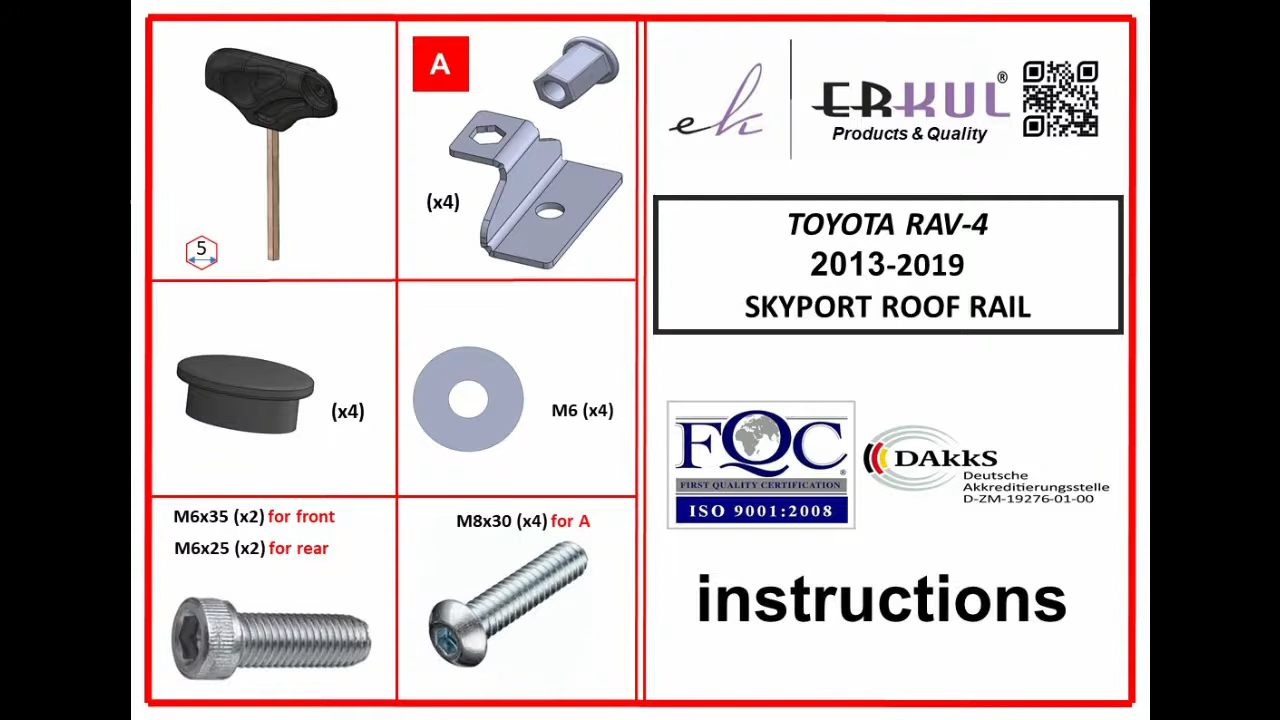 5
A
(x4)
(x4)
M6 (x4)
M6x35 (x2) for front
M6x25 (x2) for rear
M8x30 (x4) for A
ek
ERKUL®
Products & Quality
TOYOTA RAV-4
2013-2019
SKYPORT ROOF RAIL
FQC®
FIRST QUALITY CERTIFICATION
ISO 9001:2008
DAkkS
Deutsche
Akkreditierungsstelle
D-ZM-19276-01-00
instructions